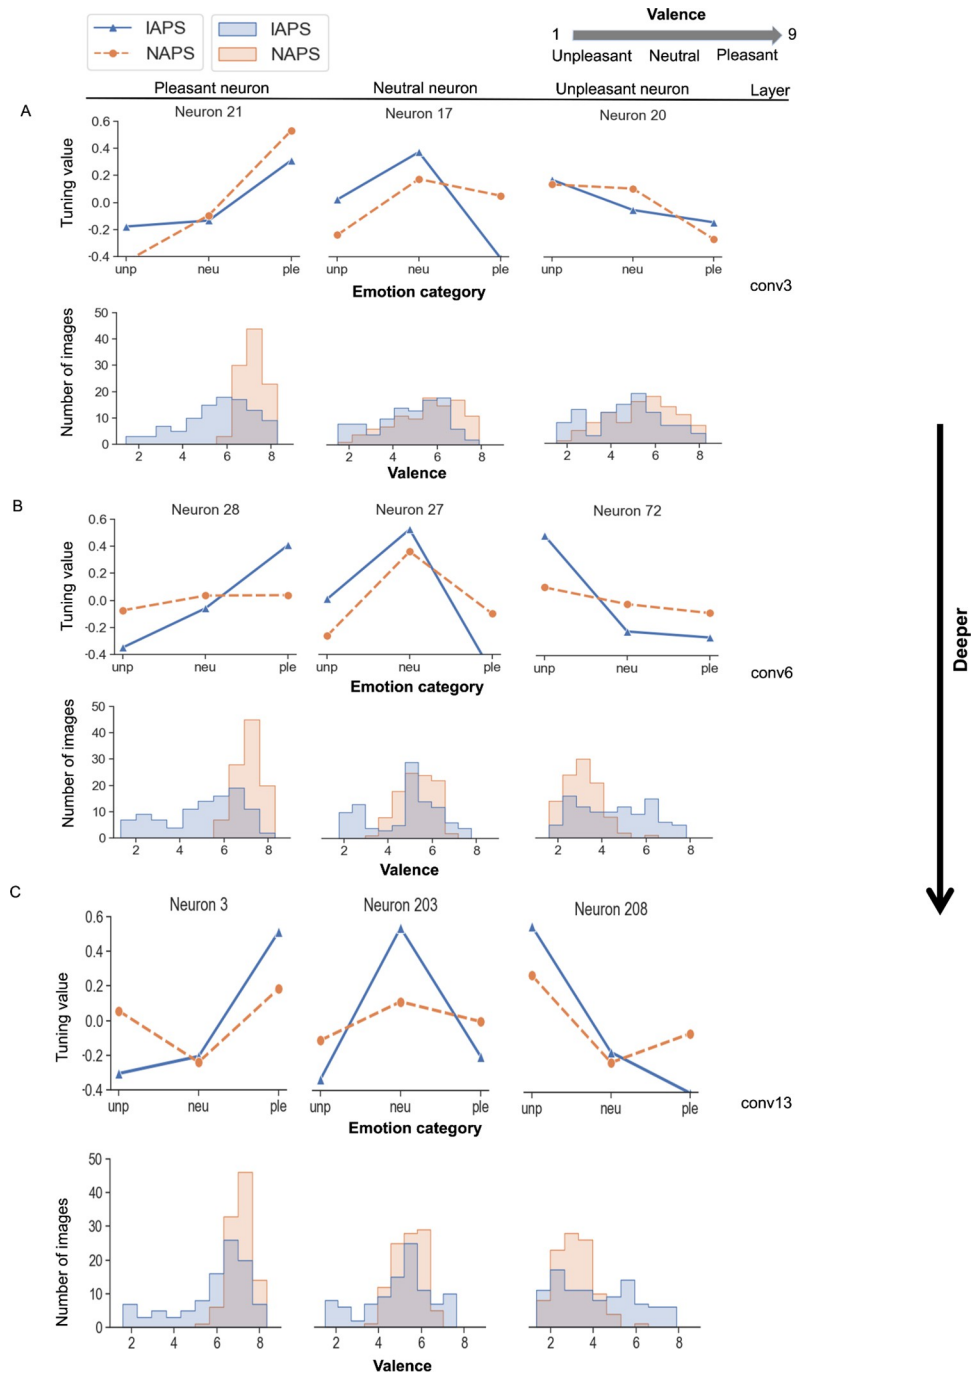 IAPS
NAPS
IAPS
NAPS
Valence
1
9
Unpleasant Neutral Pleasant
Pleasant neuron
Neutral neuron
Unpleasant neuron
Layer
A
Neuron 21
Neuron 17
Neuron 20
Tuning value
0.6
0.4
0.2
0.0
-0.2
-0.4
unp neu ple
unp neu ple
unp neu ple
Emotion category
conv3
Number of images
50
40
30
20
10
0
2 4 6 8
2 4 6 8
2 4 6 8
Valence
B
Neuron 28
Neuron 27
Neuron 72
Tuning value
0.6
0.4
0.2
0.0
-0.2
-0.4
unp neu ple
unp neu ple
unp neu ple
Emotion category
conv6
Number of images
50
40
30
20
10
0
2 4 6 8
2 4 6 8
2 4 6 8
Valence
Deeper
C
Neuron 3
Neuron 203
Neuron 208
Tuning value
0.6
0.4
0.2
0.0
-0.2
-0.4
unp neu ple
unp neu ple
unp neu ple
Emotion category
conv13
Number of images
50
40
30
20
10
0
2 4 6 8
2 4 6 8
2 4 6 8
Valence